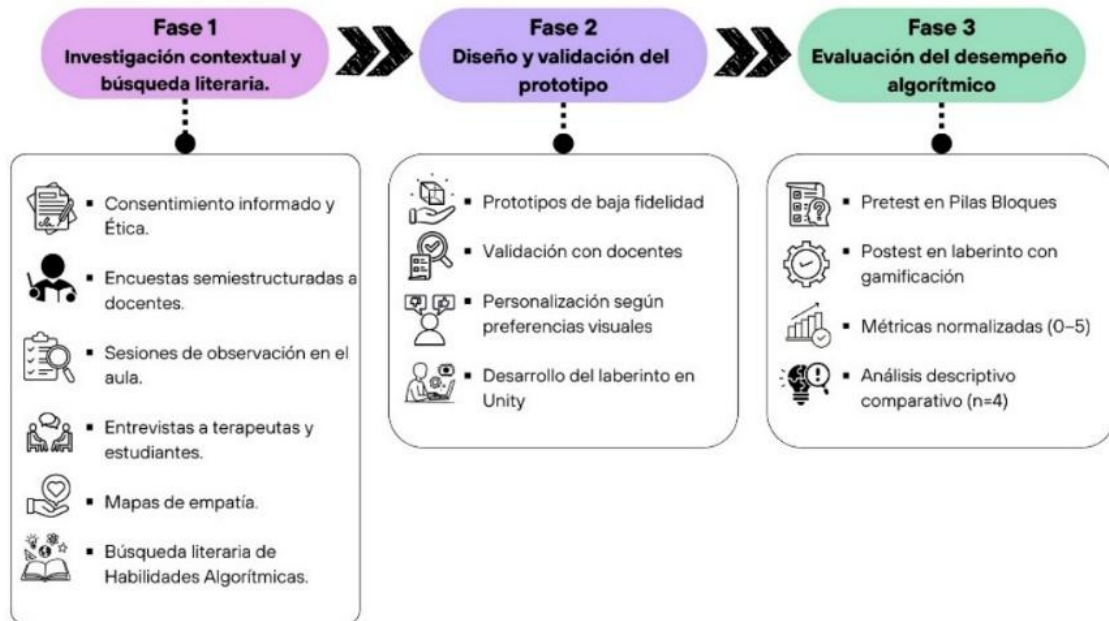 Fase 1
Investigación contextual y
búsqueda literaria.
Consentimiento informado y
Ética.
Encuestas semiestructuradas a
docentes.
Sesiones de observación en el
aula.
Entrevistas a terapeutas y
estudiantes.
Mapas de empatía.
Búsqueda literaria de
Habilidades Algorítmicas.
Fase 2
Diseño y validación del
prototipo
Prototipos de baja fidelidad
Validación con docentes
Personalización según
preferencias visuales
Desarrollo del laberinto en
Unity
Fase 3
Evaluación del desempeño
algorítmico
Pretest en Pilas Bloques
Postest en laberinto con
gamificación
Métricas normalizadas (0–5)
Análisis descriptivo
comparativo (n=4)